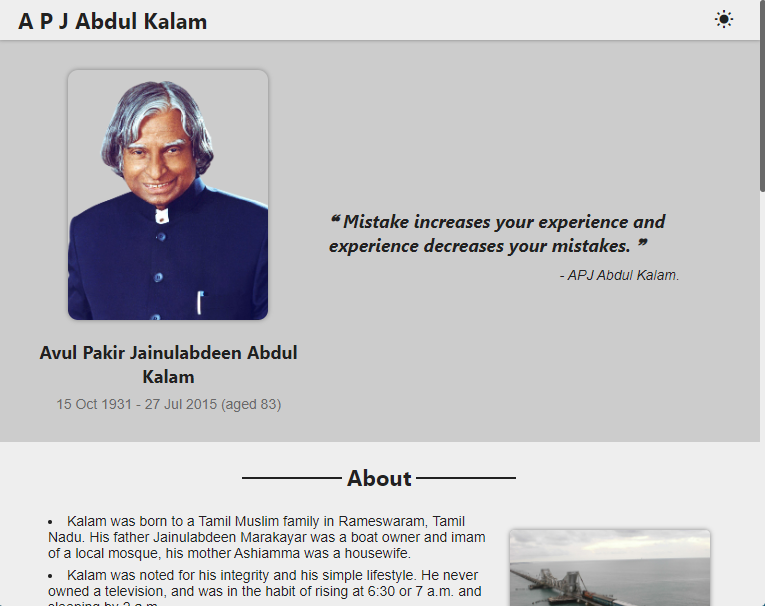 A P J Abdul Kalam
❝ Mistake increases your experience and
experience decreases your mistakes. ❞
- APJ Abdul Kalam.
Avul Pakir Jainulabdeen Abdul
Kalam
15 Oct 1931 - 27 Jul 2015 (aged 83)
About
• Kalam was born to a Tamil Muslim family in Rameswaram, Tamil
Nadu. His father Jainulabdeen Marakayar was a boat owner and imam
of a local mosque, his mother Ashiamma was a housewife.
• Kalam was noted for his integrity and his simple lifestyle. He never
owned a television, and was in the habit of rising at 6:30 or 7 a.m. and
sleeping by 2 a.m.